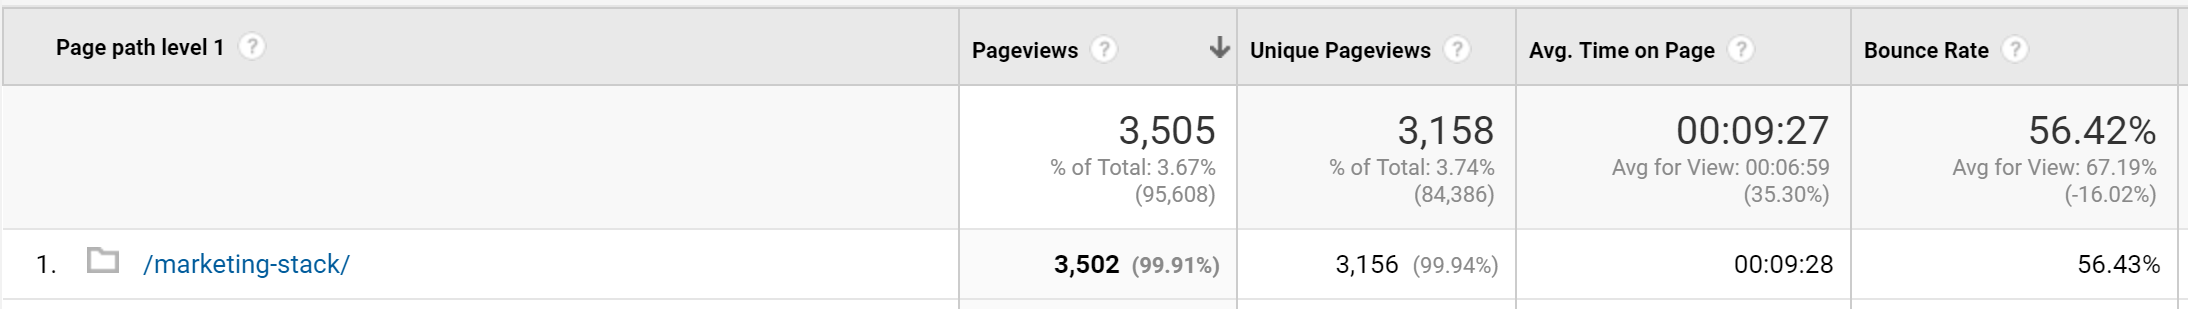 Page path level 1 ? Pageviews ? Unique Pageviews ? Avg. Time on Page ? Bounce Rate ?
3,505 3,158 00:09:27 56.42%
% of Total: 3.67% % of Total: 3.74% Avg for View: 00:06:59 Avg for View: 67.19%
(95,608) (84,386) (35.30%) (-16.02%)
1. /marketing-stack/ 3,502 (99.91%) 3,156 (99.94%) 00:09:28 56.43%